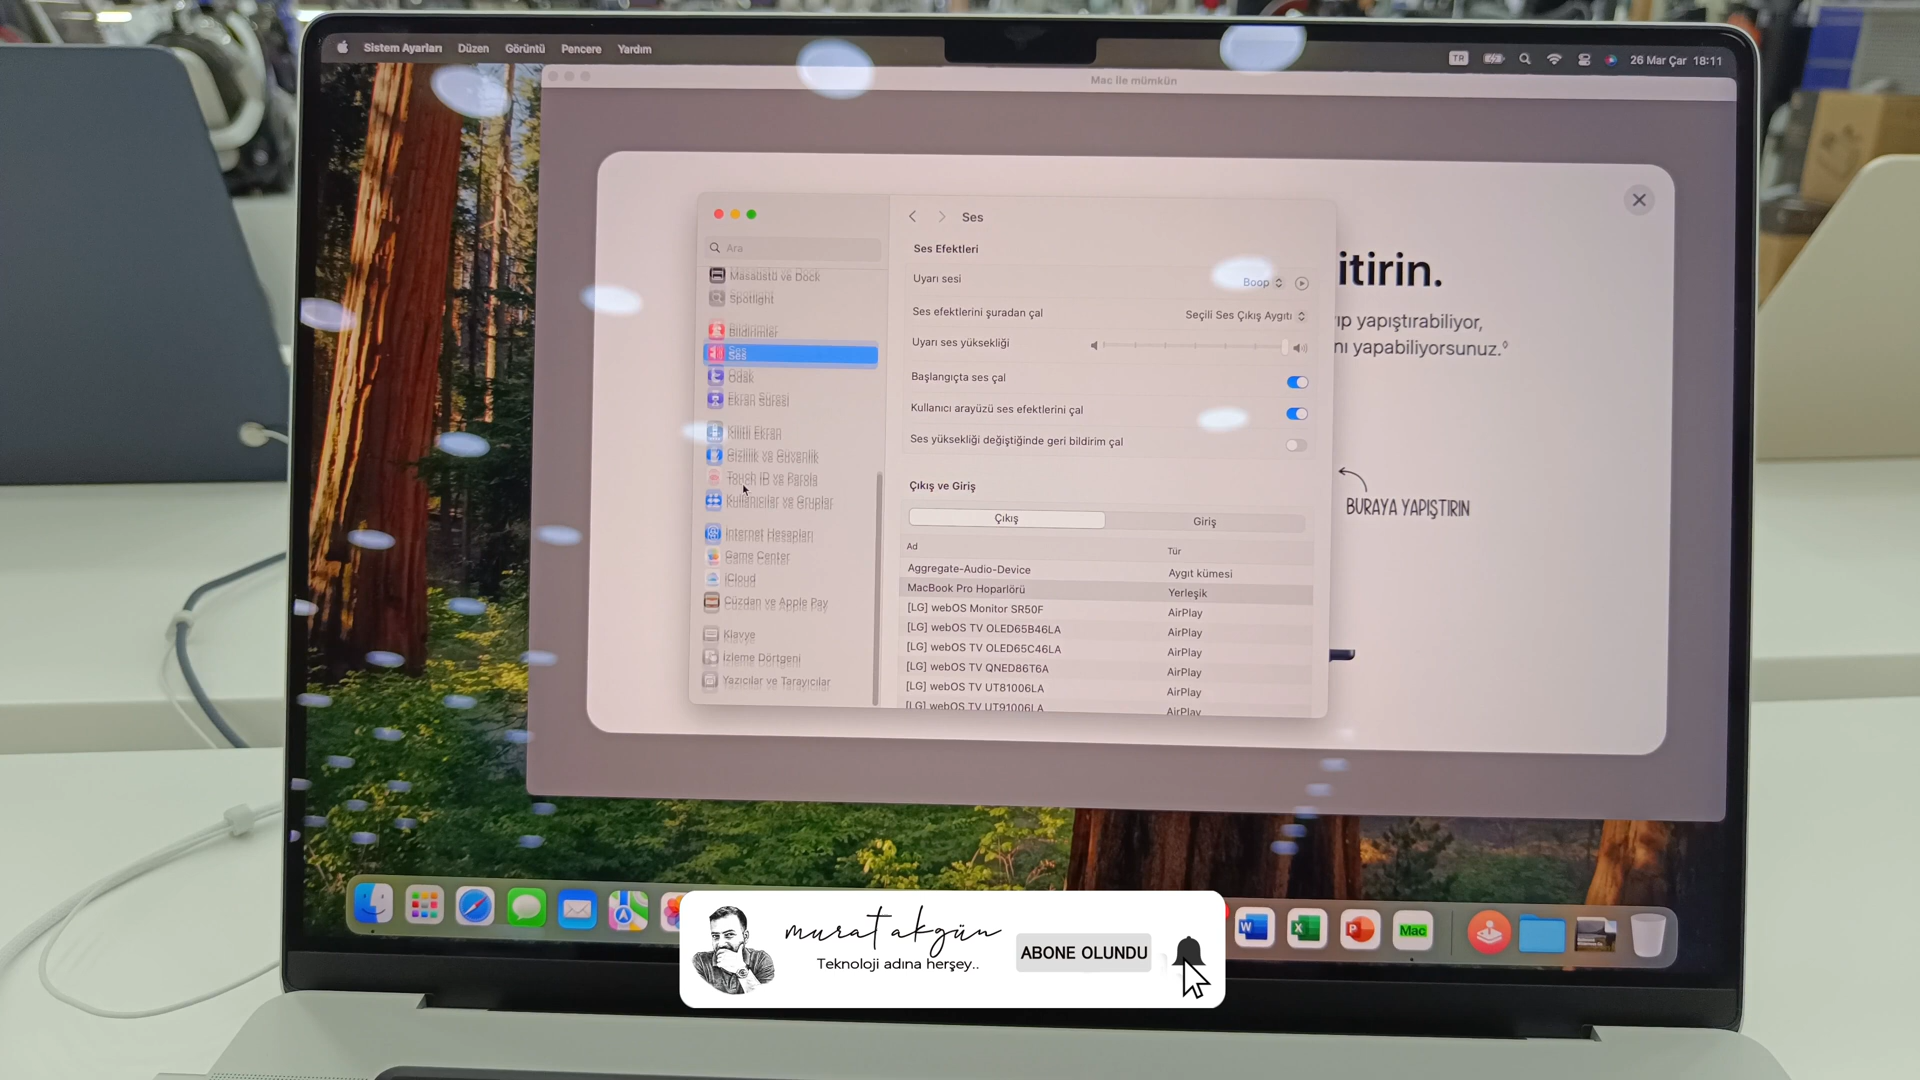 Sistem Ayarları Düzen Görüntü Pencere Yardım
TR 26 Mar Çar 18:11
Mac ile mümkün
itirin.
ıp yapıştırabiliyor,
nı yapabiliyorsunuz.◊
BURAYA YAPIŞTIRIN
Ara
Masaüstü ve Dock
Spotlight
Bildirimler
Ses
Odak
Ekran Süresi
Kilitli Ekran
Gizlilik ve Güvenlik
Touch ID ve Parola
Kullanıcılar ve Gruplar
İnternet Hesapları
Game Center
iCloud
Cüzdan ve Apple Pay
Klavye
İzleme Dörtgeni
Yazıcılar ve Tarayıcılar
Ses
Ses Efektleri
Uyarı sesi Boop
Ses efektlerini şuradan çal Seçili Ses Çıkış Aygıtı
Uyarı ses yüksekliği
Başlangıçta ses çal
Kullanıcı arayüzü ses efektlerini çal
Ses yüksekliği değiştiğinde geri bildirim çal
Çıkış ve Giriş
Çıkış Giriş
Ad Tür
Aggregate-Audio-Device Aygıt kümesi
MacBook Pro Hoparlörü Yerleşik
[LG] webOS Monitor SR50F AirPlay
[LG] webOS TV OLED65B46LA AirPlay
[LG] webOS TV OLED65C46LA AirPlay
[LG] webOS TV QNED86T6A AirPlay
[LG] webOS TV UT81006LA AirPlay
[LG] webOS TV UT91006LA AirPlay
Mac
murat akgün
Teknoloji adına herşey..
ABONE OLUNDU